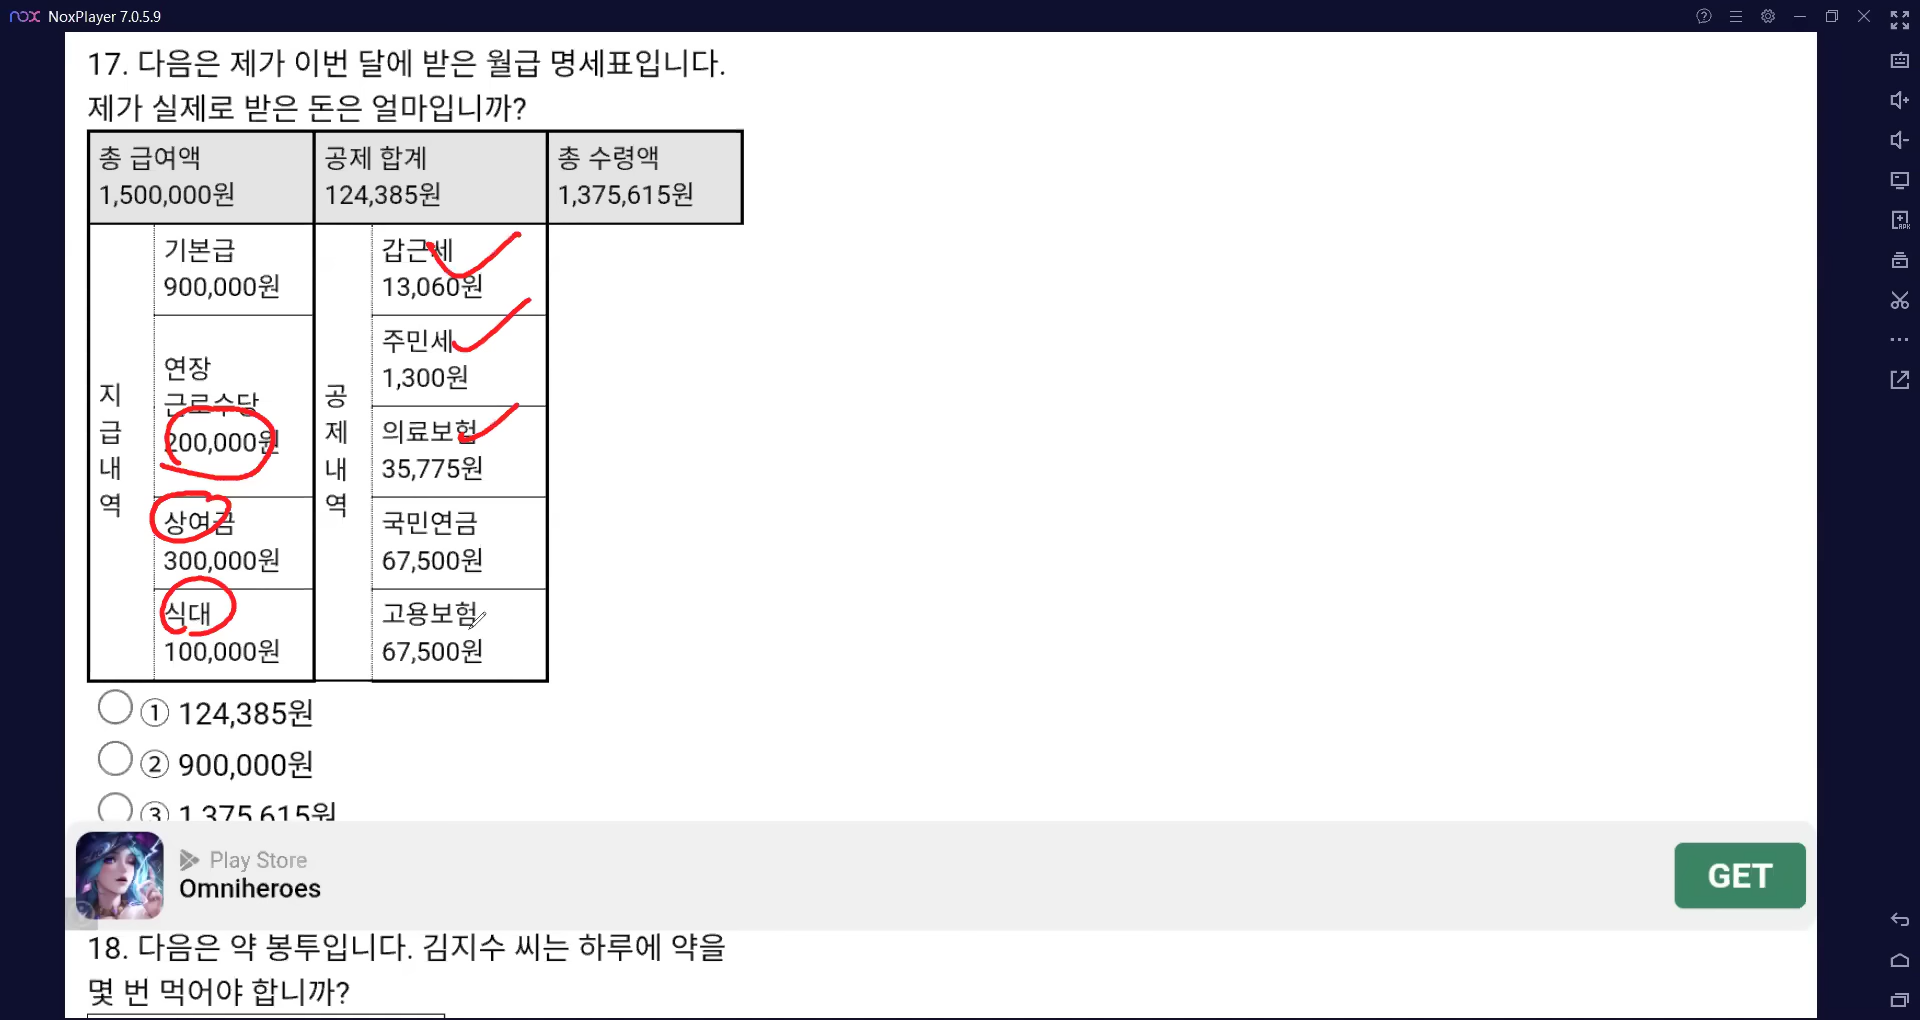 nox NoxPlayer 7.0.5.9
17. 다음은 제가 이번 달에 받은 월급 명세표입니다.
제가 실제로 받은 돈은 얼마입니까?
총 급여액
1,500,000원
공제 합계
124,385원
총 수령액
1,375,615원
지
급
내
역
기본급
900,000원
연장
근로수당
200,000원
상여금
300,000원
식대
100,000원
공
제
내
역
갑근세
13,060원
주민세
1,300원
의료보험
35,775원
국민연금
67,500원
고용보험
67,500원
① 124,385원
② 900,000원
③ 1,375,615원
Play Store
Omniheroes
GET
18. 다음은 약 봉투입니다. 김지수 씨는 하루에 약을
몇 번 먹어야 합니까?